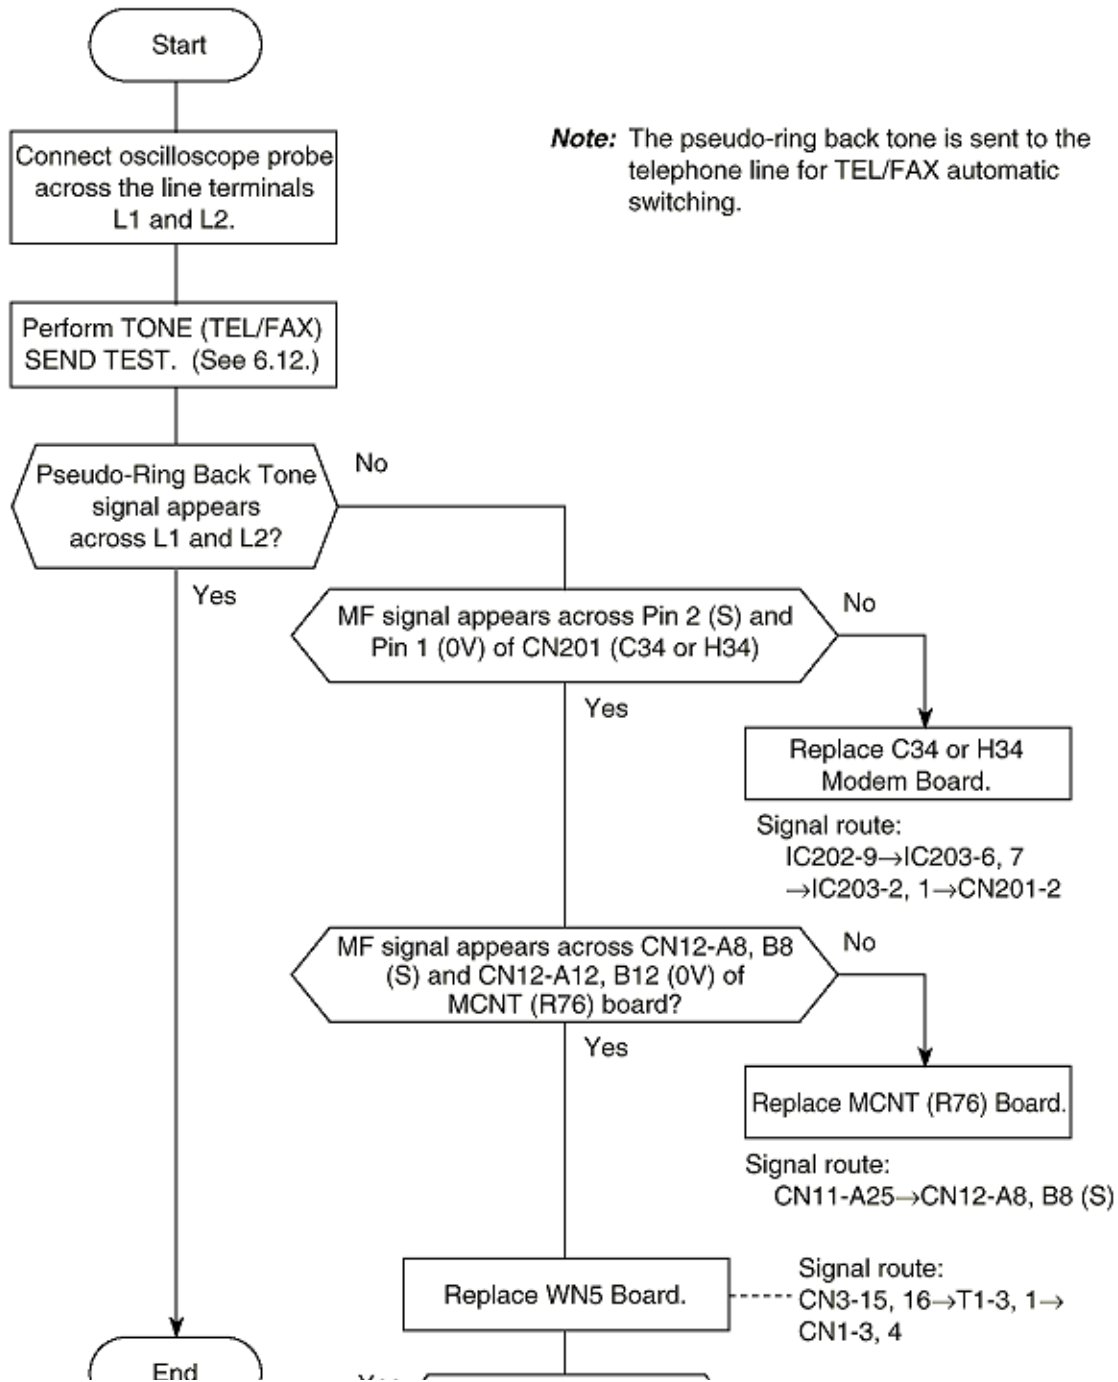 Start
Note: The pseudo-ring back tone is sent to the
telephone line for TEL/FAX automatic
switching.
Connect oscilloscope probe
across the line terminals
L1 and L2.
Perform TONE (TEL/FAX)
SEND TEST. (See 6.12.)
Pseudo-Ring Back Tone
signal appears
across L1 and L2?
No
Yes
MF signal appears across Pin 2 (S) and
Pin 1 (0V) of CN201 (C34 or H34)
No
Yes
Replace C34 or H34
Modem Board.
Signal route:
IC202-9→IC203-6, 7
→IC203-2, 1→CN201-2
MF signal appears across CN12-A8, B8
(S) and CN12-A12, B12 (0V) of
MCNT (R76) board?
No
Yes
Replace MCNT (R76) Board.
Signal route:
CN11-A25→CN12-A8, B8 (S)
Replace WN5 Board.
Signal route:
CN3-15, 16→T1-3, 1→
CN1-3, 4
End
Yes